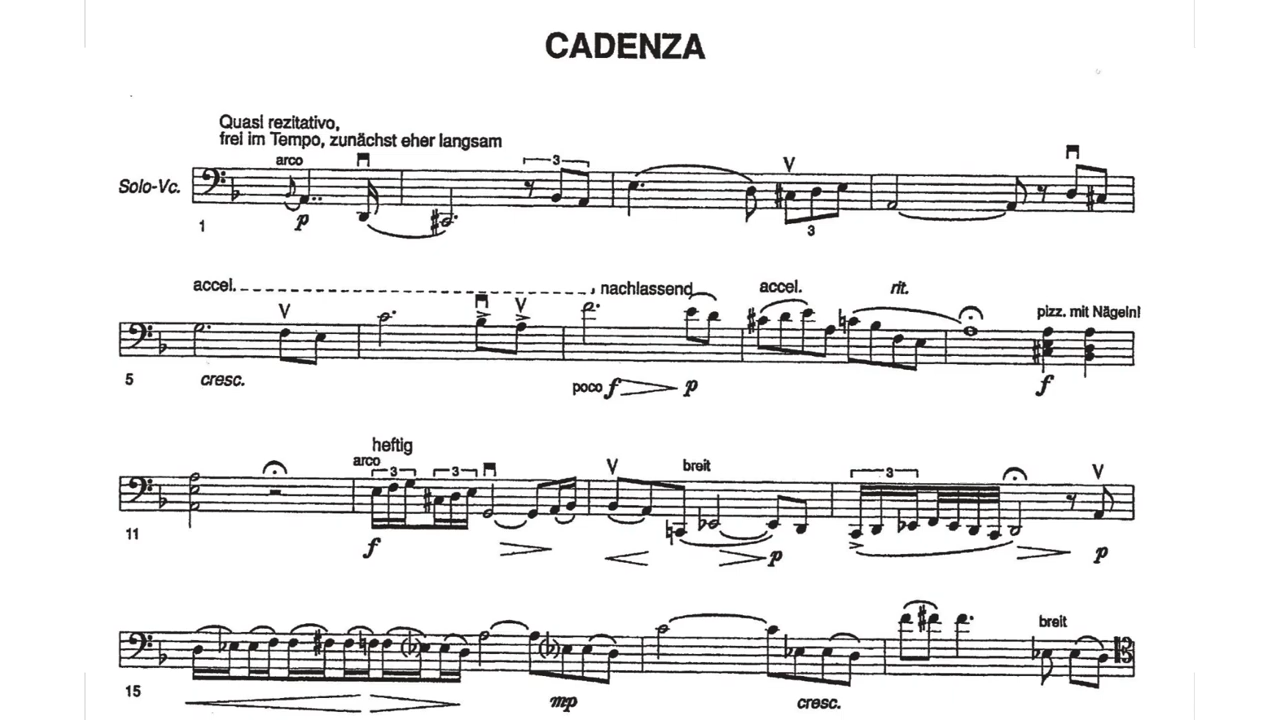 CADENZA
Quasi rezitativo,
frei im Tempo, zunächst eher langsam
arco
3
Solo-Vc.
p
1
3
accel.
nachlassend
accel.
rit.
pizz. mit Nägeln!
5
cresc.
poco f
p
f
heftig
arco
3
3
breit
3
11
f
p
p
breit
15
mp
cresc.